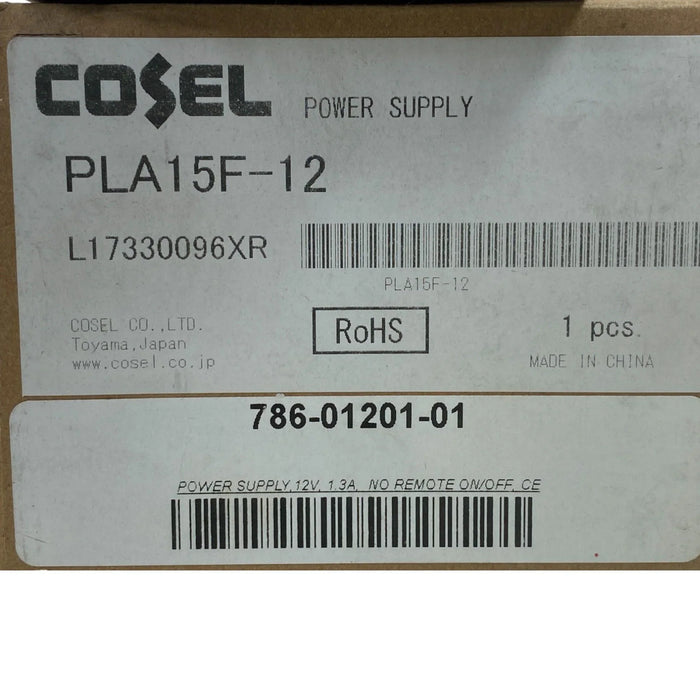 COSEL POWER SUPPLY
PLA15F-12
L17330096XR
PLA15F-12
COSEL CO.,LTD.
Toyama,Japan
www.cosel.co.jp
RoHS
1 pcs.
MADE IN CHINA
786-01201-01
POWER SUPPLY,12V, 1.3A, NO REMOTE ON/OFF, CE